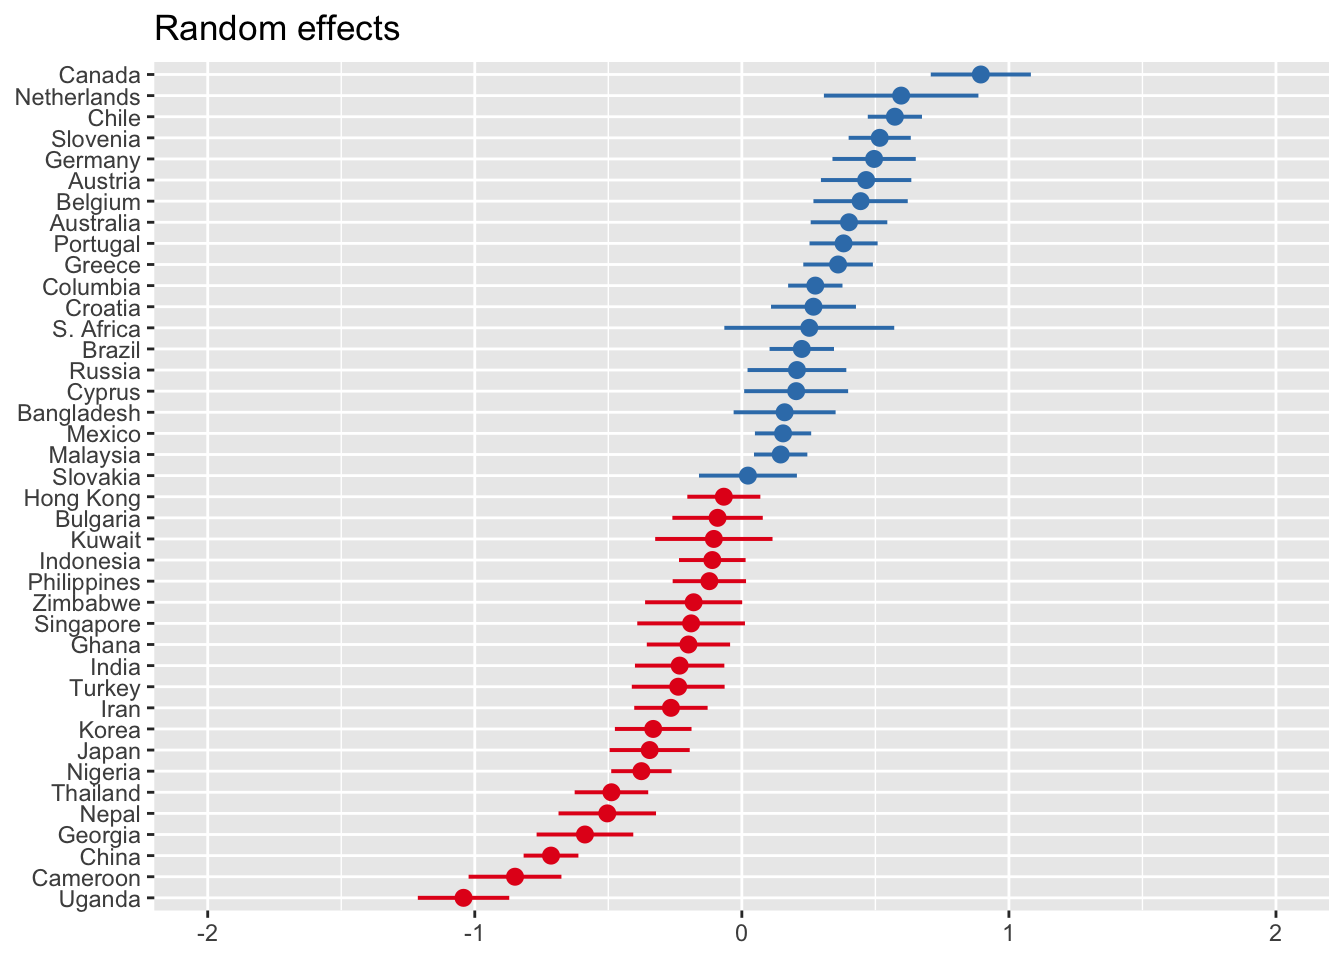 Random effects
Canada
Netherlands
Chile
Slovenia
Germany
Austria
Belgium
Australia
Portugal
Greece
Columbia
Croatia
S. Africa
Brazil
Russia
Cyprus
Bangladesh
Mexico
Malaysia
Slovakia
Hong Kong
Bulgaria
Kuwait
Indonesia
Philippines
Zimbabwe
Singapore
Ghana
India
Turkey
Iran
Korea
Japan
Nigeria
Thailand
Nepal
Georgia
China
Cameroon
Uganda
-2 -1 0 1 2